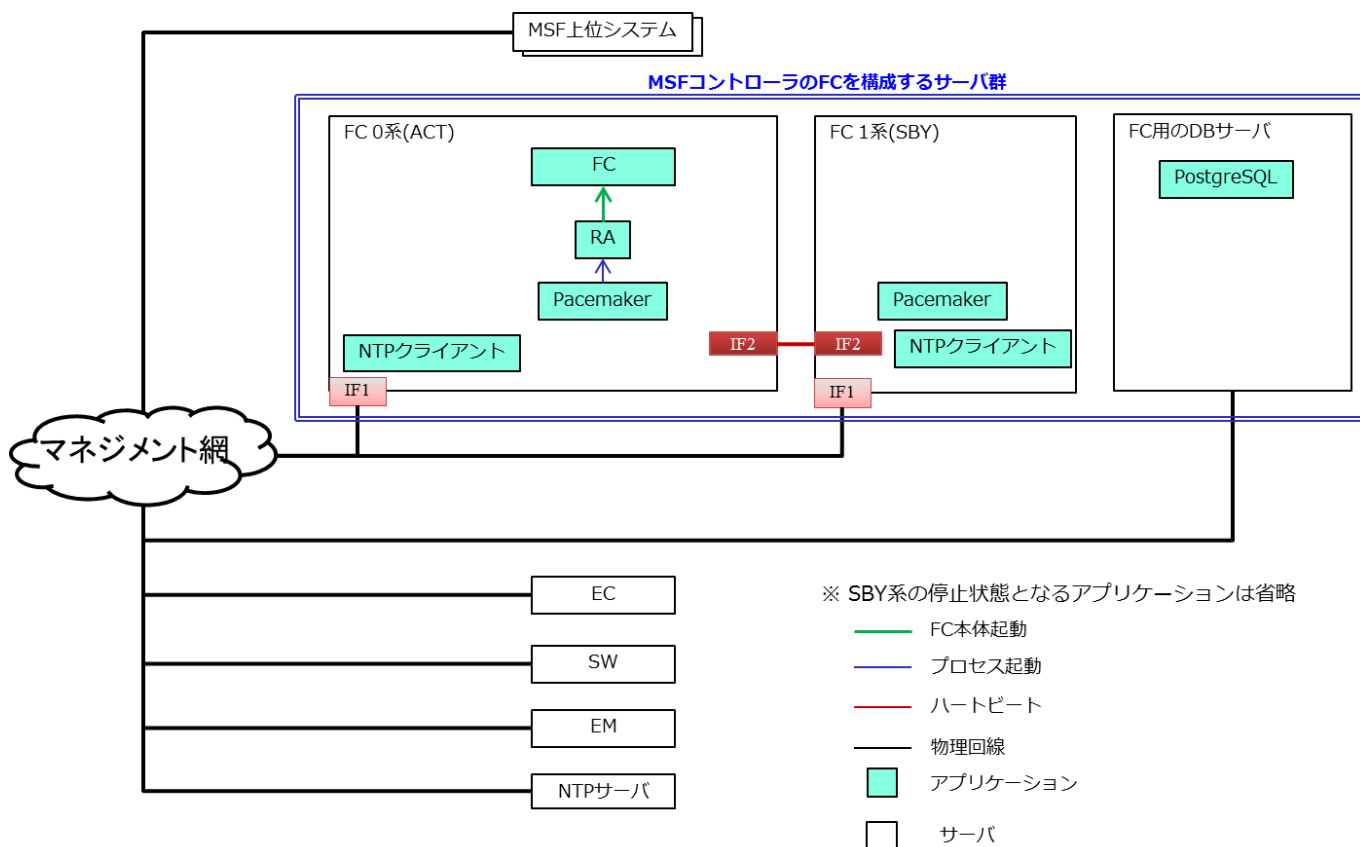 MSF上位システム
MSFコントローラのFCを構成するサーバ群
FC 0系(ACT)
FC
RA
Pacemaker
NTPクライアント
IF2
IF1
FC 1系(SBY)
Pacemaker
IF2
NTPクライアント
IF1
FC用のDBサーバ
PostgreSQL
マネジメント網
EC
SW
EM
NTPサーバ
※ SBY系の停止状態となるアプリケーションは省略
FC本体起動
プロセス起動
ハートビート
物理回線
アプリケーション
サーバ